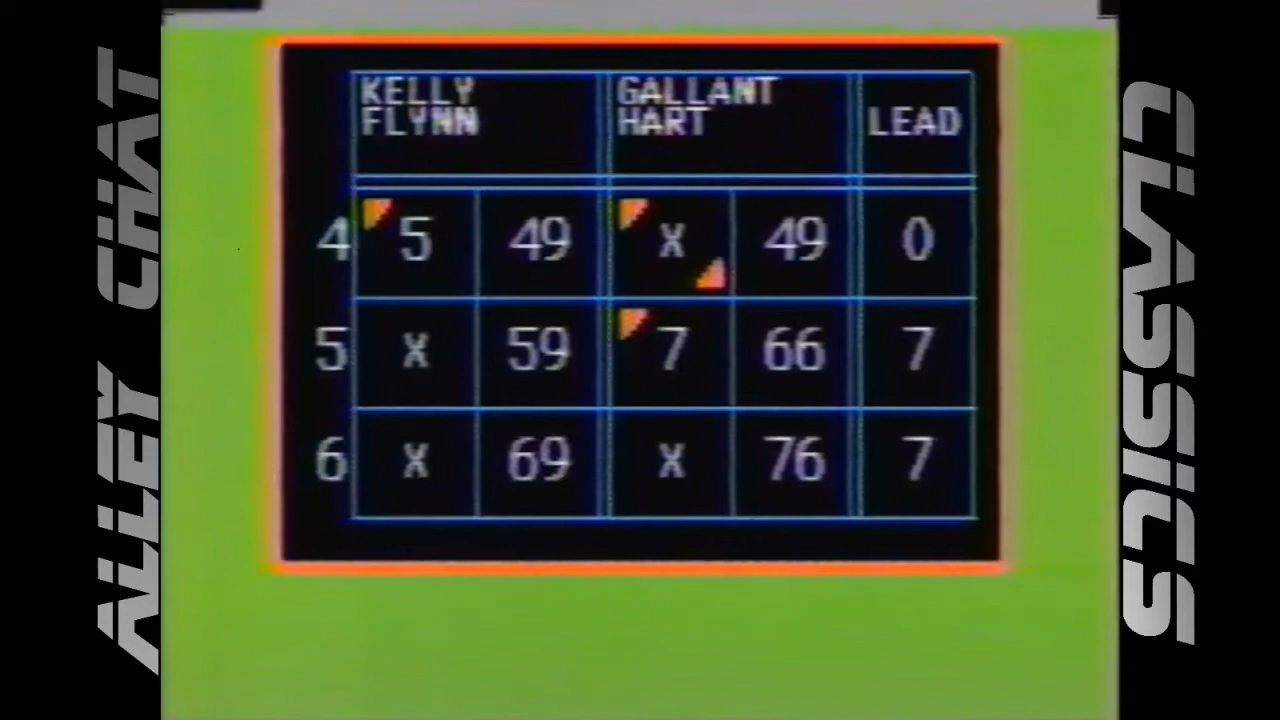 ALLEY CHAT
KELLY FLYNN
GALLANT HART
LEAD
4 5 49 x 49 0
5 x 59 7 66 7
6 x 69 x 76 7
CLASSICS